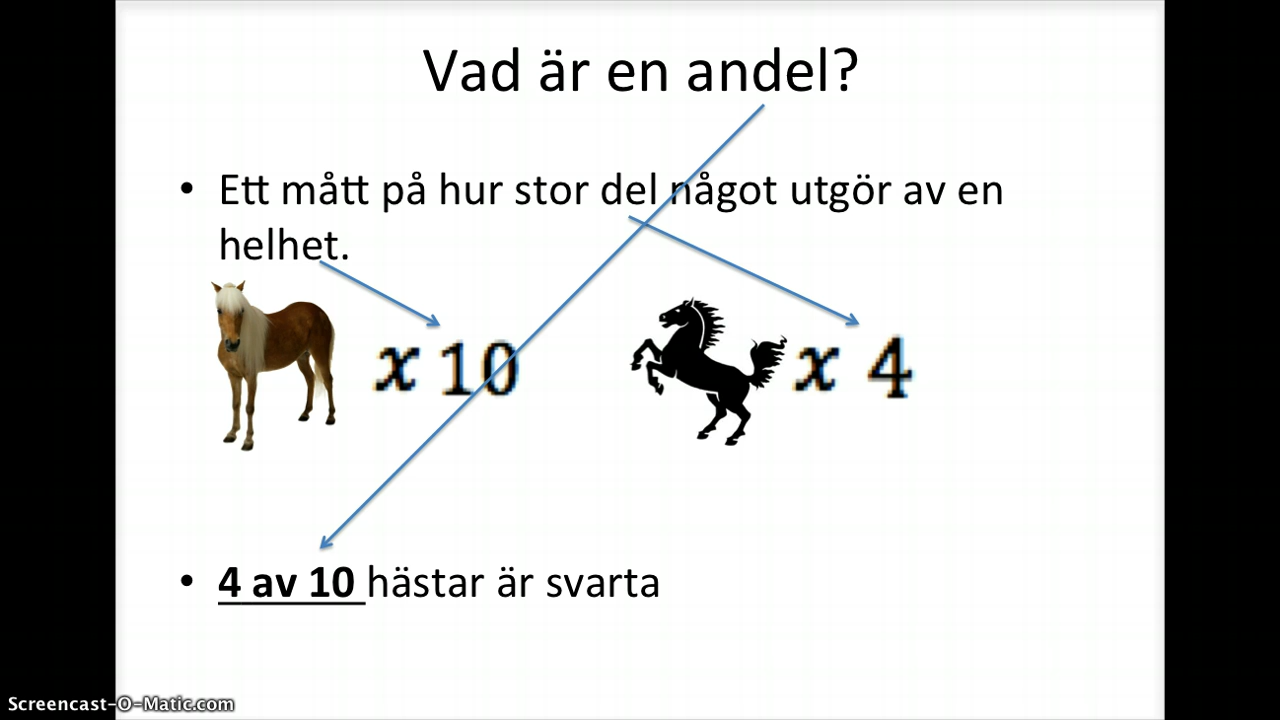 Vad är en andel?
• Ett mått på hur stor del något utgör av en
helhet.
x 10
x 4
• 4 av 10 hästar är svarta
Screencast-O-Matic.com